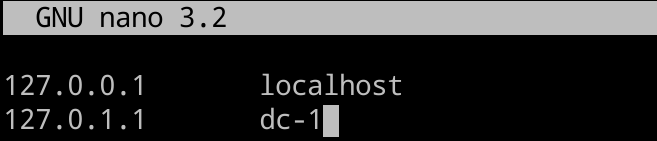 GNU nano 3.2
127.0.0.1 localhost
127.0.1.1 dc-1